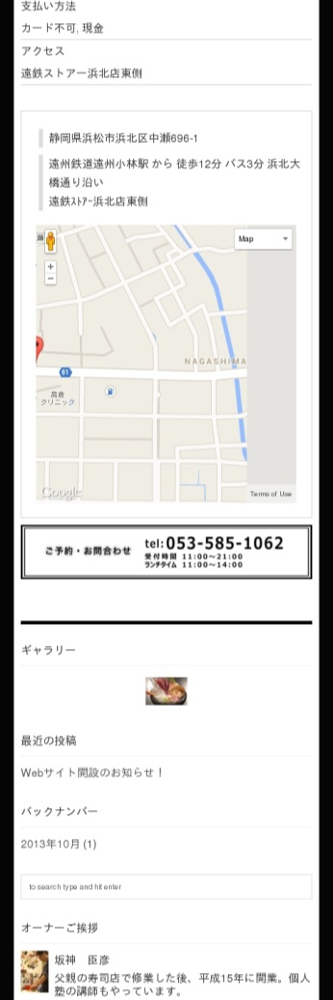 支払い方法
カード不可, 現金
アクセス
遠鉄ストアー浜北店東側
静岡県浜松市浜北区中瀬696-1
遠州鉄道遠州小林駅 から 徒歩12分 バス3分 浜北大
橋通り沿い
遠鉄ｽﾄｱｰ浜北店東側
Map
NAGASHIMA
61
高倉
クリニック
Google
Terms of Use
ご予約・お問合わせ
tel:053-585-1062
受付時間 11:00～21:00
ランチタイム 11:00～14:00
ギャラリー
最近の投稿
Webサイト開設のお知らせ！
バックナンバー
2013年10月 (1)
to search type and hit enter
オーナーご挨拶
坂神　臣彦
父親の寿司店で修業した後、平成15年に開業。個人
塾の講師もやっています。